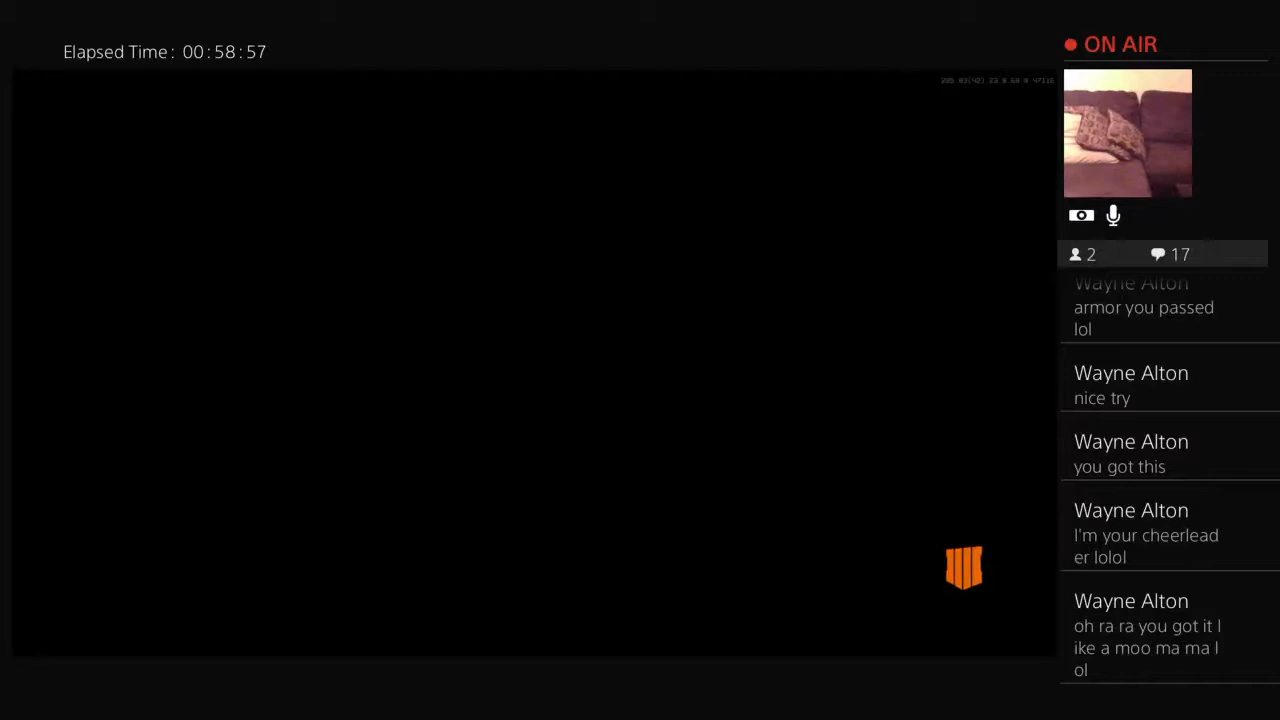 Elapsed Time: 00:58:57
ON AIR
2
17
Wayne Alton
armor you passed
lol
Wayne Alton
nice try
Wayne Alton
you got this
Wayne Alton
I'm your cheerlead
er lolol
Wayne Alton
oh ra ra you got it l
ike a moo ma ma l
ol